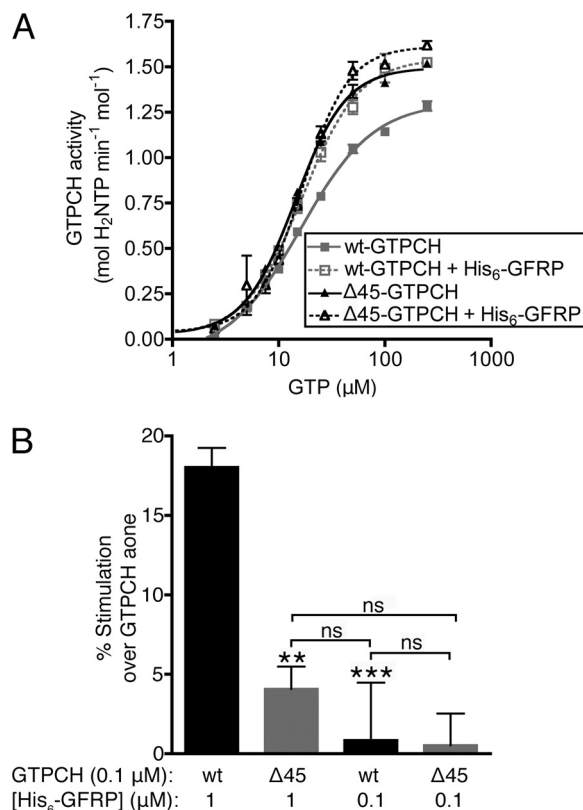 A
GTPCH activity
(mol H₂NTP min⁻¹ mol⁻¹)
1.75
1.50
1.25
1.00
0.75
0.50
0.25
0.00
1
10
100
1000
GTP (µM)
wt-GTPCH
wt-GTPCH + His₆-GFRP
Δ45-GTPCH
Δ45-GTPCH + His₆-GFRP
B
% Stimulation
over GTPCH aone
20
15
10
5
0
ns
ns
ns
**
***
GTPCH (0.1 µM): wt Δ45 wt Δ45
[His₆-GFRP] (µM): 1 1 0.1 0.1